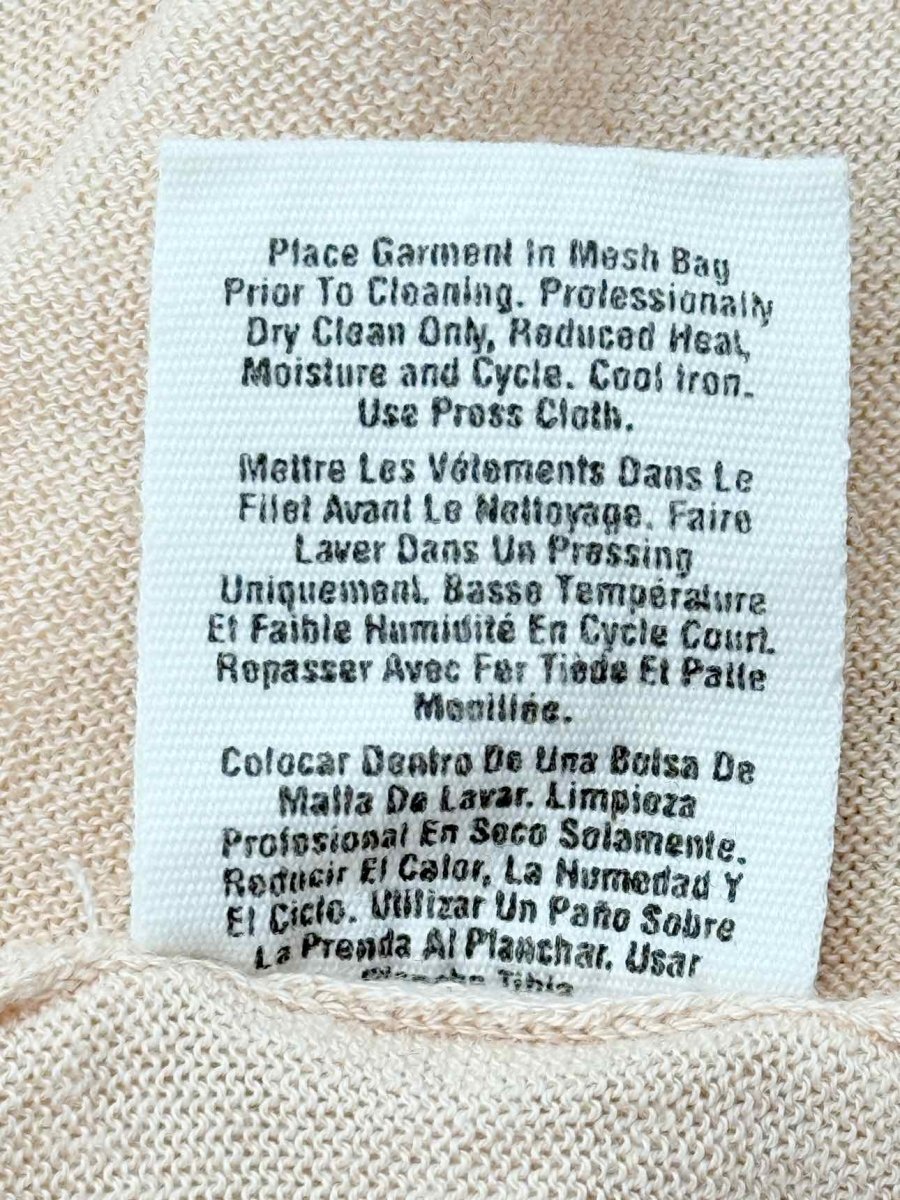 Place Garment In Mesh Bag
Prior To Cleaning. Professionally
Dry Clean Only, Reduced Heat,
Moisture and Cycle. Cool Iron.
Use Press Cloth.
Mettre Les Vêtements Dans Le
Filet Avant Le Nettoyage. Faire
Laver Dans Un Pressing
Uniquement. Basse Température
Et Faible Humidité En Cycle Court.
Repasser Avec Fer Tiède Et Patte
Mouillée.
Colocar Dentro De Una Bolsa De
Malla De Lavar. Limpieza
Profesional En Seco Solamente.
Reducir El Calor, La Humedad Y
El Ciclo. Utilizar Un Paño Sobre
La Prenda Al Planchar. Usar
Plancha Tibia